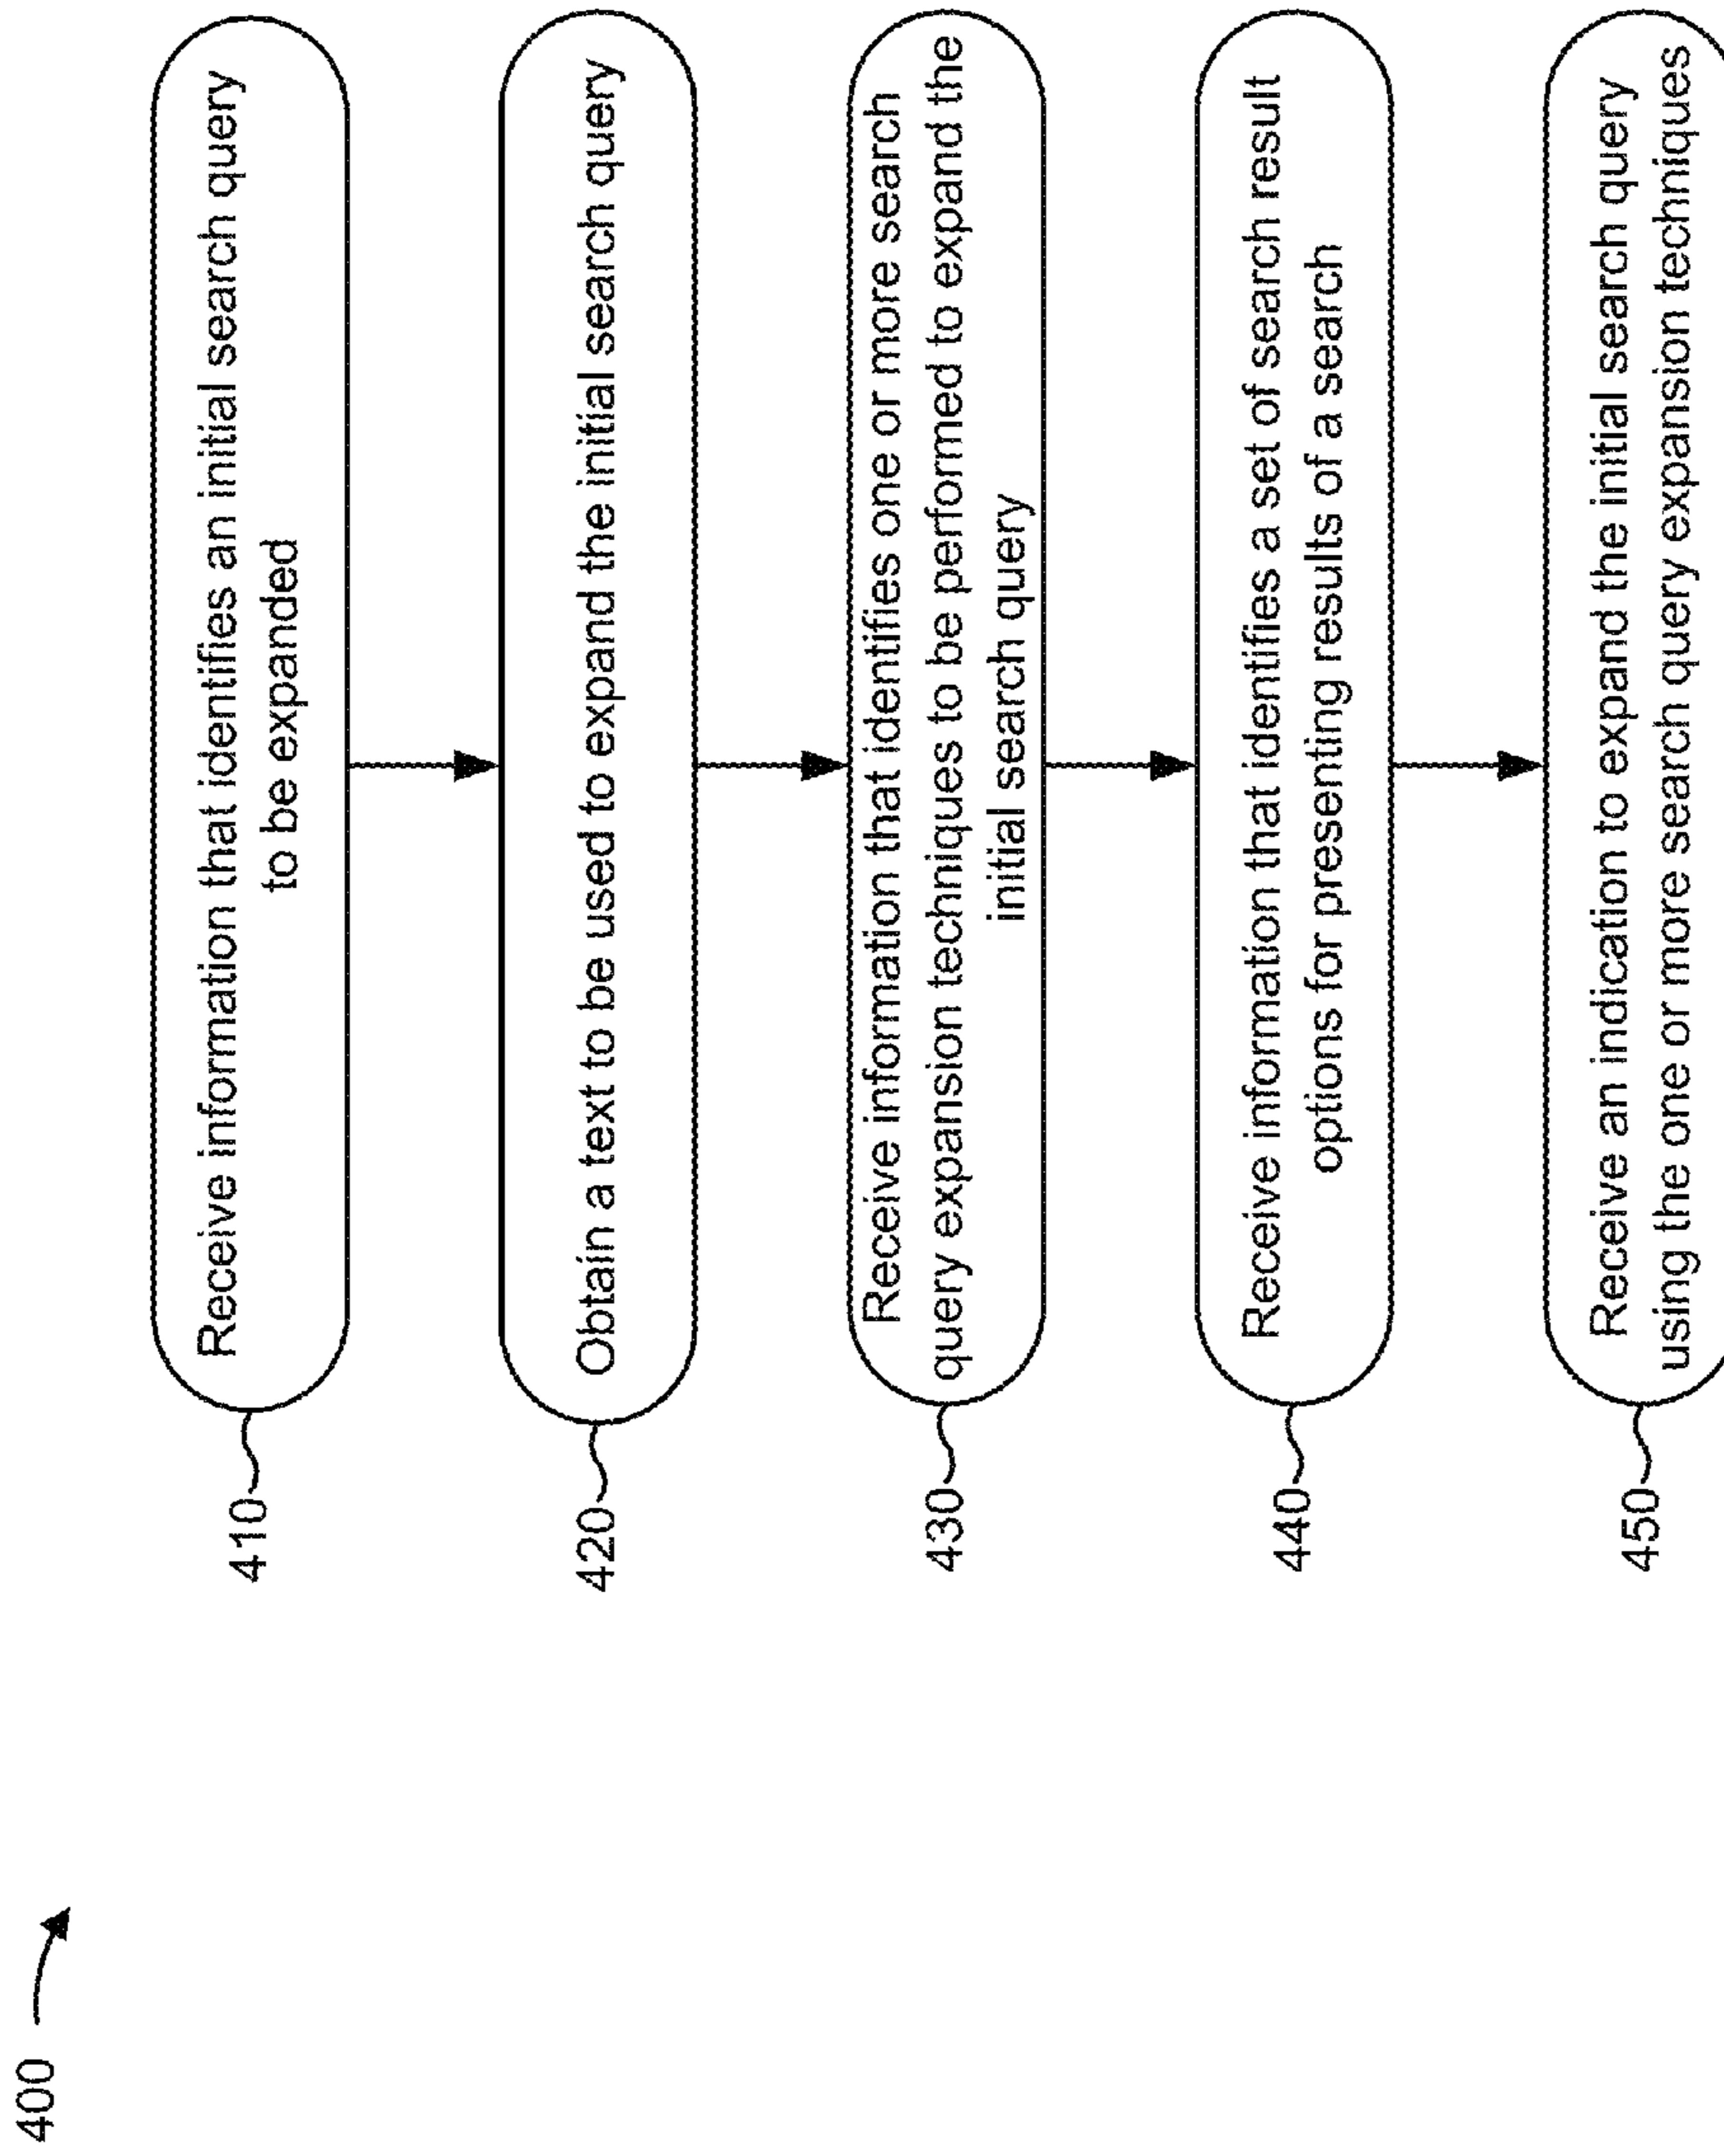 400
410
Receive information that identifies an initial search query
to be expanded
420
Obtain a text to be used to expand the initial search query
430
Receive information that identifies one or more search
query expansion techniques to be performed to expand the
initial search query
440
Receive information that identifies a set of search result
options for presenting results of a search
450
Receive an indication to expand the initial search query
using the one or more search query expansion techniques